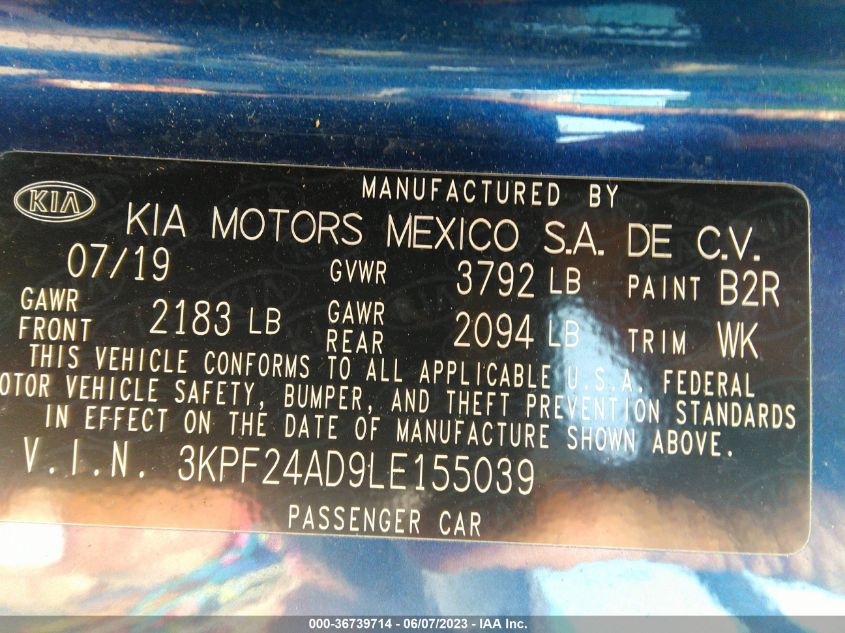 MANUFACTURED BY
KIA KIA MOTORS MEXICO S.A. DE C.V.
07/19 GVWR 3792 LB PAINT B2R
GAWR FRONT 2183 LB GAWR REAR 2094 LB TRIM WK
THIS VEHICLE CONFORMS TO ALL APPLICABLE U.S.A. FEDERAL
OTOR VEHICLE SAFETY, BUMPER, AND THEFT PREVENTION STANDARDS
IN EFFECT ON THE DATE OF MANUFACTURE SHOWN ABOVE.
V.I.N. 3KPF24AD9LE155039
PASSENGER CAR
000-36739714 - 06/07/2023 - IAA Inc.